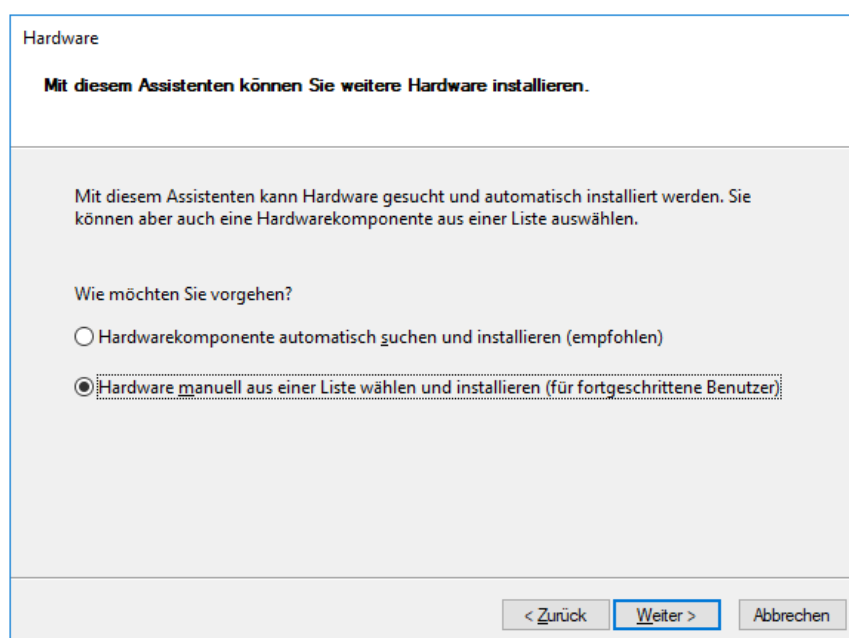 Hardware
Mit diesem Assistenten können Sie weitere Hardware installieren.
Mit diesem Assistenten kann Hardware gesucht und automatisch installiert werden. Sie
können aber auch eine Hardwarekomponente aus einer Liste auswählen.
Wie möchten Sie vorgehen?
Hardwarekomponente automatisch suchen und installieren (empfohlen)
Hardware manuell aus einer Liste wählen und installieren (für fortgeschrittene Benutzer)
< Zurück Weiter > Abbrechen